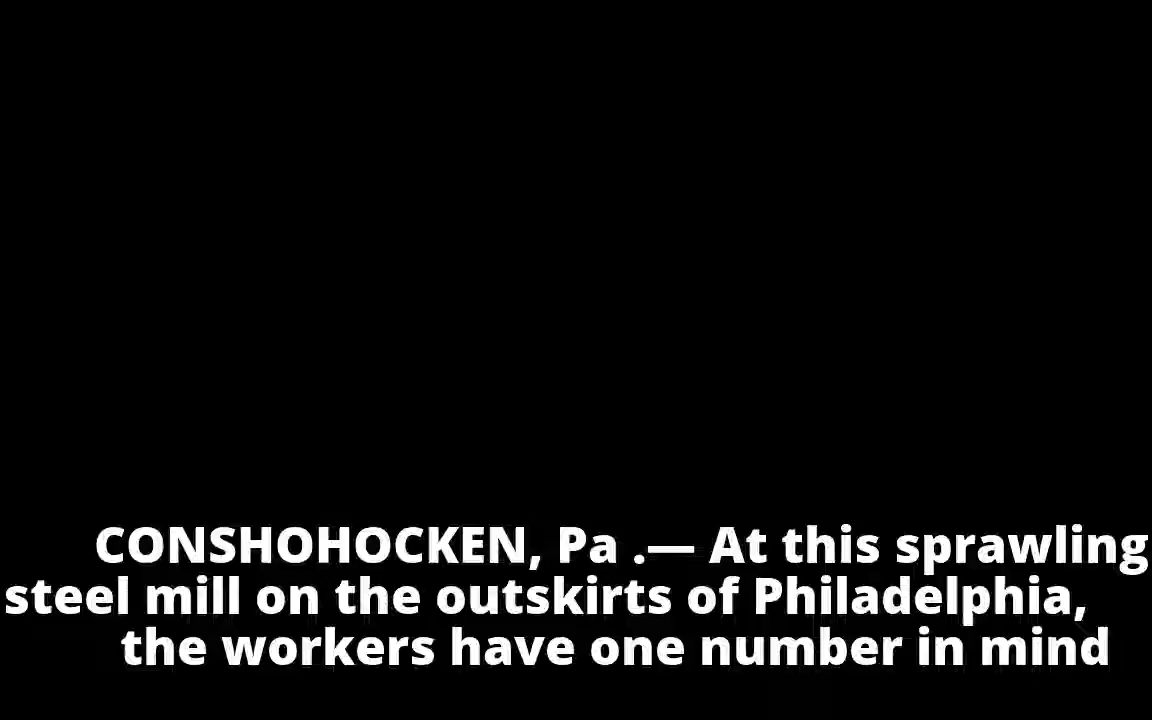 CONSHOHOCKEN, Pa .— At this sprawling
steel mill on the outskirts of Philadelphia,
the workers have one number in mind